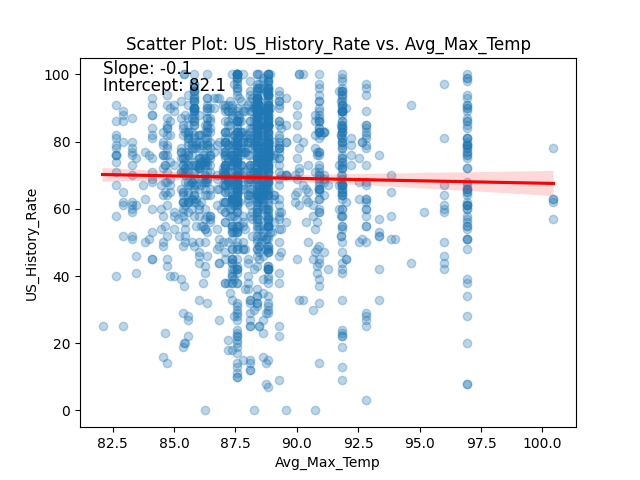 Scatter Plot: US_History_Rate vs. Avg_Max_Temp
Slope: -0.1
Intercept: 82.1
US_History_Rate
100
80
60
40
20
0
82.5 85.0 87.5 90.0 92.5 95.0 97.5 100.0
Avg_Max_Temp